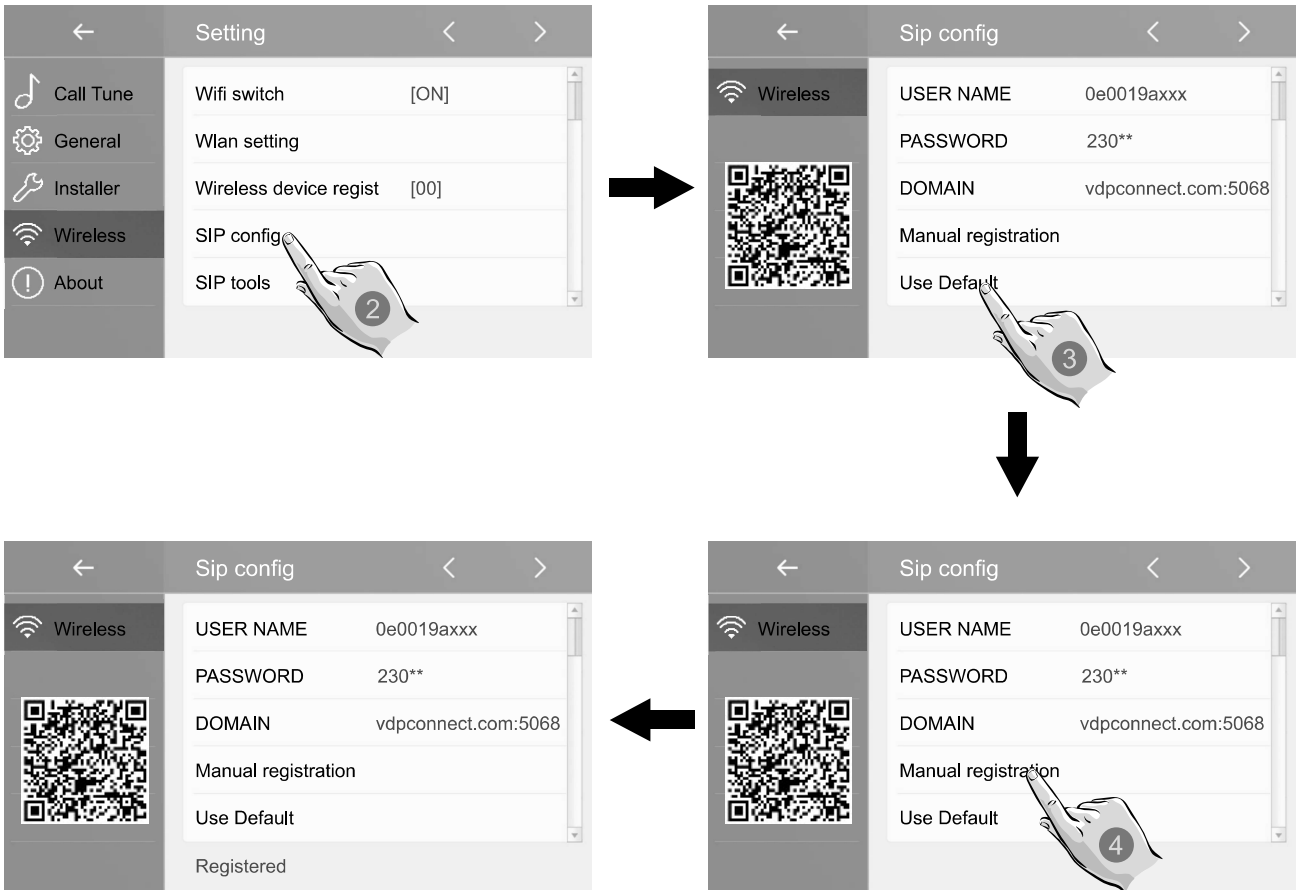 Setting
Call Tune
General
Installer
Wireless
About
Wifi switch [ON]
Wlan setting
Wireless device regist [00]
SIP config
SIP tools
2
Sip config
Wireless
USER NAME 0e0019axxx
PASSWORD 230**
DOMAIN vdpconnect.com:5068
Manual registration
Use Default
3
Sip config
Wireless
USER NAME 0e0019axxx
PASSWORD 230**
DOMAIN vdpconnect.com:5068
Manual registration
Use Default
Registered
Sip config
Wireless
USER NAME 0e0019axxx
PASSWORD 230**
DOMAIN vdpconnect.com:5068
Manual registration
Use Default
4